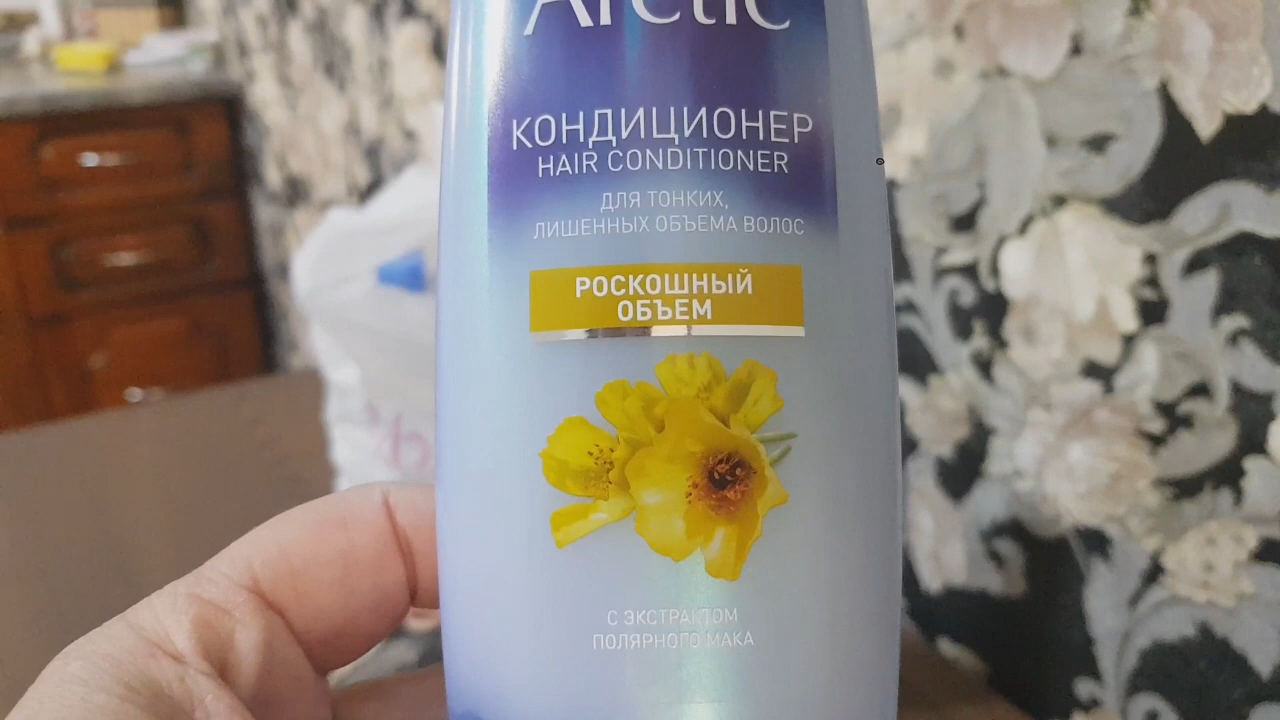 Arctic
КОНДИЦИОНЕР
HAIR CONDITIONER
ДЛЯ ТОНКИХ,
ЛИШЕННЫХ ОБЪЕМА ВОЛОС
РОСКОШНЫЙ
ОБЪЕМ
С ЭКСТРАКТОМ
ПОЛЯРНОГО МАКА